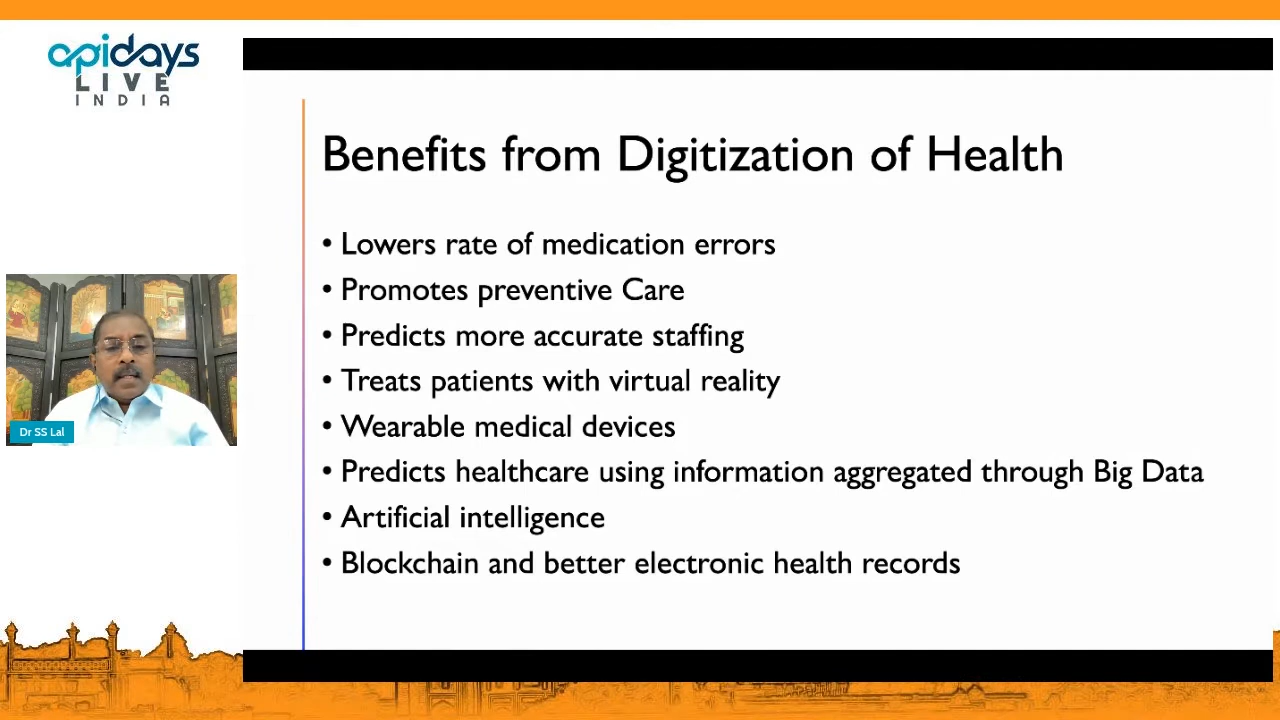 apidays
LIVE
INDIA
Benefits from Digitization of Health
• Lowers rate of medication errors
• Promotes preventive Care
• Predicts more accurate staffing
• Treats patients with virtual reality
• Wearable medical devices
• Predicts healthcare using information aggregated through Big Data
• Artificial intelligence
• Blockchain and better electronic health records
Dr SS Lal